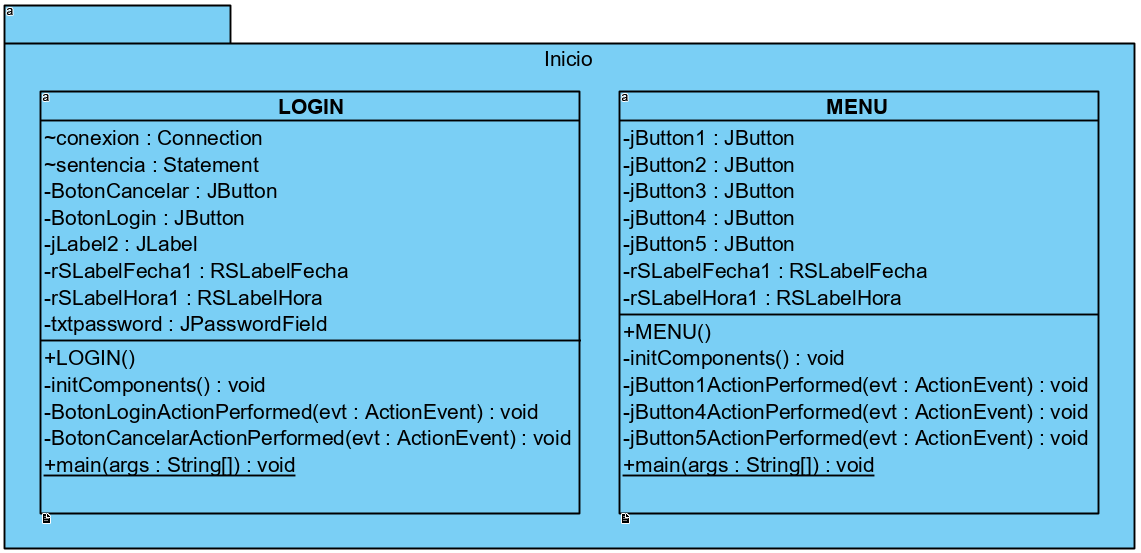 a
Inicio
a
LOGIN
~conexion : Connection
~sentencia : Statement
-BotonCancelar : JButton
-BotonLogin : JButton
-jLabel2 : JLabel
-rSLabelFecha1 : RSLabelFecha
-rSLabelHora1 : RSLabelHora
-txtpassword : JPasswordField
+LOGIN()
-initComponents() : void
-BotonLoginActionPerformed(evt : ActionEvent) : void
-BotonCancelarActionPerformed(evt : ActionEvent) : void
+main(args : String[]) : void
a
MENU
-jButton1 : JButton
-jButton2 : JButton
-jButton3 : JButton
-jButton4 : JButton
-jButton5 : JButton
-rSLabelFecha1 : RSLabelFecha
-rSLabelHora1 : RSLabelHora
+MENU()
-initComponents() : void
-jButton1ActionPerformed(evt : ActionEvent) : void
-jButton4ActionPerformed(evt : ActionEvent) : void
-jButton5ActionPerformed(evt : ActionEvent) : void
+main(args : String[]) : void